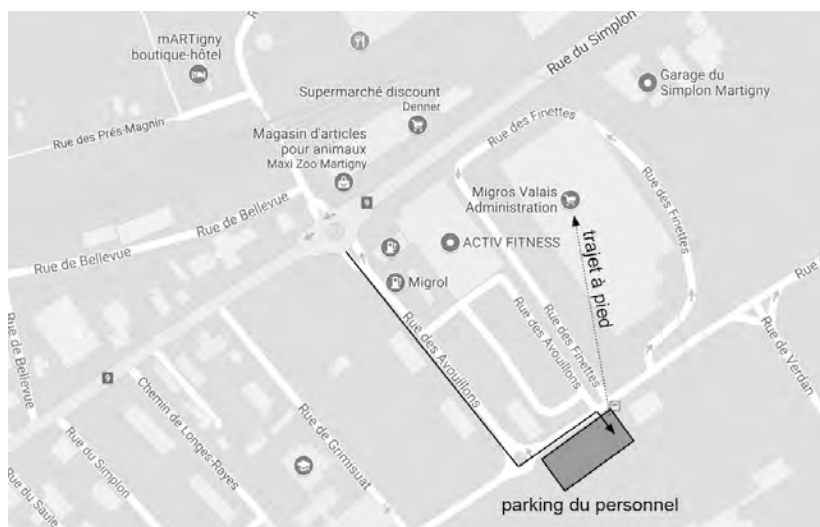 mARTigny
boutique-hôtel
Rue du Simplon
Garage du
Simplon Martigny
Supermarché discount
Denner
Rue des Prés-Magnin
Rue des Finettes
Magasin d'articles
pour animaux
Maxi Zoo Martigny
Migros Valais
Administration
Rue des Finettes
9
Rue de Bellevue
Rue de Bellevue
ACTIV FITNESS
trajet à pied
Migrol
Rue de Bellevue
Rue des Avouillons
Rue des Avouillons
Rue des Finettes
Rue de Verdan
9
Chemin de Longes-Rayes
Rue de Grimisuat
Rue du Simplon
Rue du Saule
parking du personnel